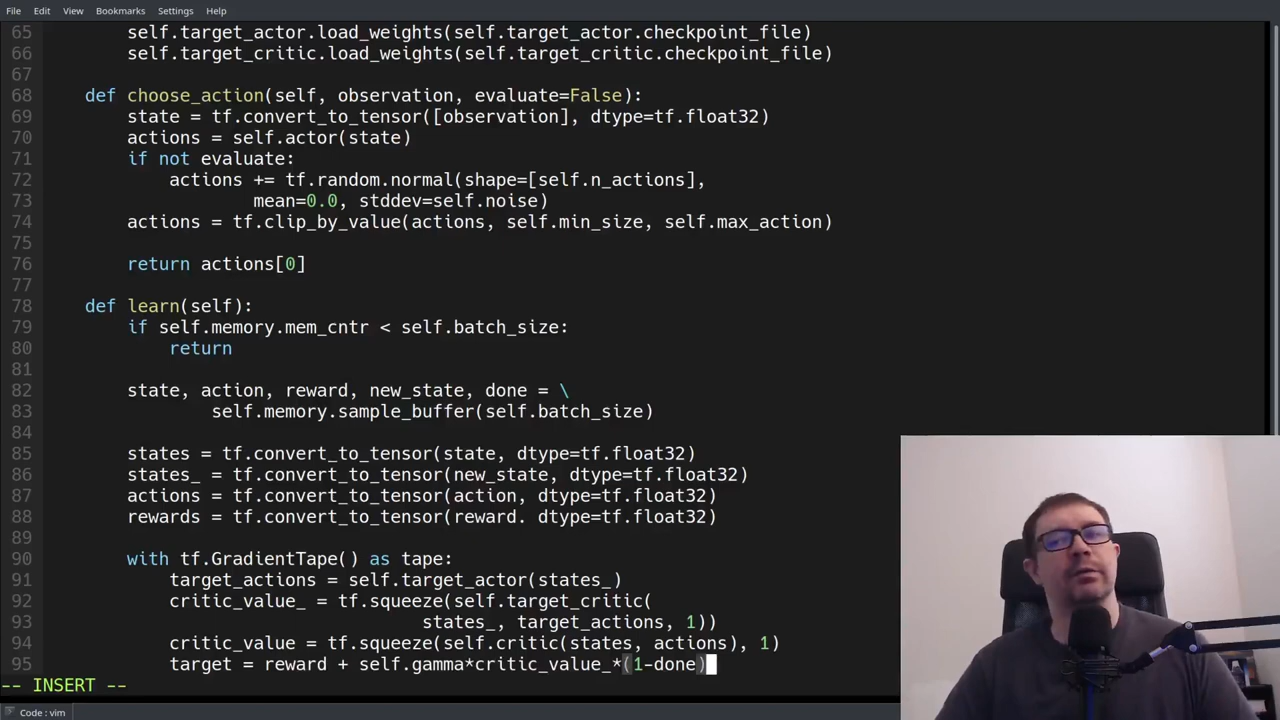 File Edit View Bookmarks Settings Help
65 self.target_actor.load_weights(self.target_actor.checkpoint_file)
66 self.target_critic.load_weights(self.target_critic.checkpoint_file)
67
68 def choose_action(self, observation, evaluate=False):
69 state = tf.convert_to_tensor([observation], dtype=tf.float32)
70 actions = self.actor(state)
71 if not evaluate:
72 actions += tf.random.normal(shape=[self.n_actions],
73 mean=0.0, stddev=self.noise)
74 actions = tf.clip_by_value(actions, self.min_size, self.max_action)
75
76 return actions[0]
77
78 def learn(self):
79 if self.memory.mem_cntr < self.batch_size:
80 return
81
82 state, action, reward, new_state, done = \
83 self.memory.sample_buffer(self.batch_size)
84
85 states = tf.convert_to_tensor(state, dtype=tf.float32)
86 states_ = tf.convert_to_tensor(new_state, dtype=tf.float32)
87 actions = tf.convert_to_tensor(action, dtype=tf.float32)
88 rewards = tf.convert_to_tensor(reward. dtype=tf.float32)
89
90 with tf.GradientTape() as tape:
91 target_actions = self.target_actor(states_)
92 critic_value_ = tf.squeeze(self.target_critic(
93 states_, target_actions, 1))
94 critic_value = tf.squeeze(self.critic(states, actions), 1)
95 target = reward + self.gamma*critic_value_*(1-done)
-- INSERT --
Code : vim